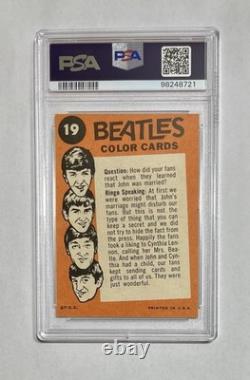 PSA
PSA
98248721
19
BEATLES
COLOR CARDS
Question: How did your fans
react when they learned
that John was married?
Ringo Speaking: At first we
were worried that John's
marriage might disturb our
fans. But this is not the
type of thing that you can
keep a secret and we did
not try to hide the fact
from the press. Happily the fans
took a liking to Cynthia Len-
non, calling her Mrs. Bea-
tle. And when John and Cyn-
thia had a child, our fans
kept sending cards and
gifts to all of us. They
were just wonderful.
PRINTED IN U.S.A.